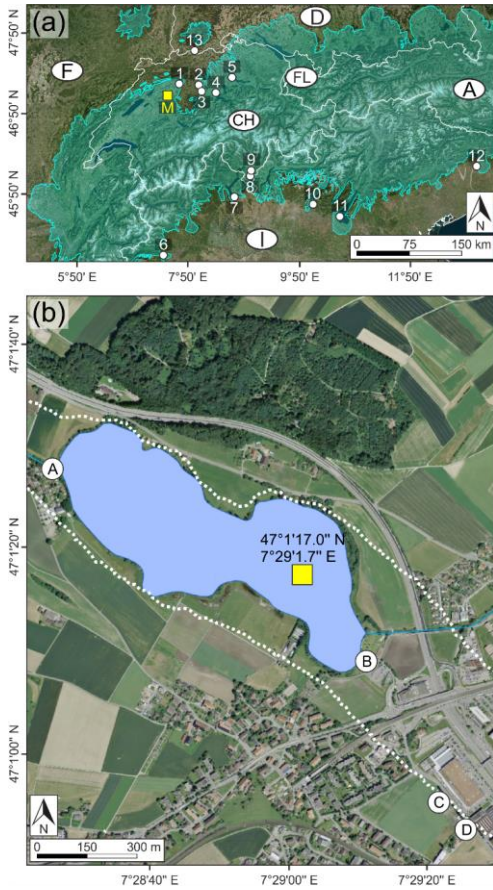 (a)
D
47°50' E
13
F
5
1
2
FL
4
M
3
A
46°50' E
CH
9
12
8
45°50' E
10
7
11
N
6
I
0 75 150 km
5°50' E 7°50' E 9°50' E 11°50' E
(b)
47°1'40'' N
A
47°1'17.0'' N
7°29'1.7'' E
47°1'20'' N
B
47°1'00'' N
C
N
D
0 150 300 m
7°28'40'' E 7°29'00'' E 7°29'20'' E